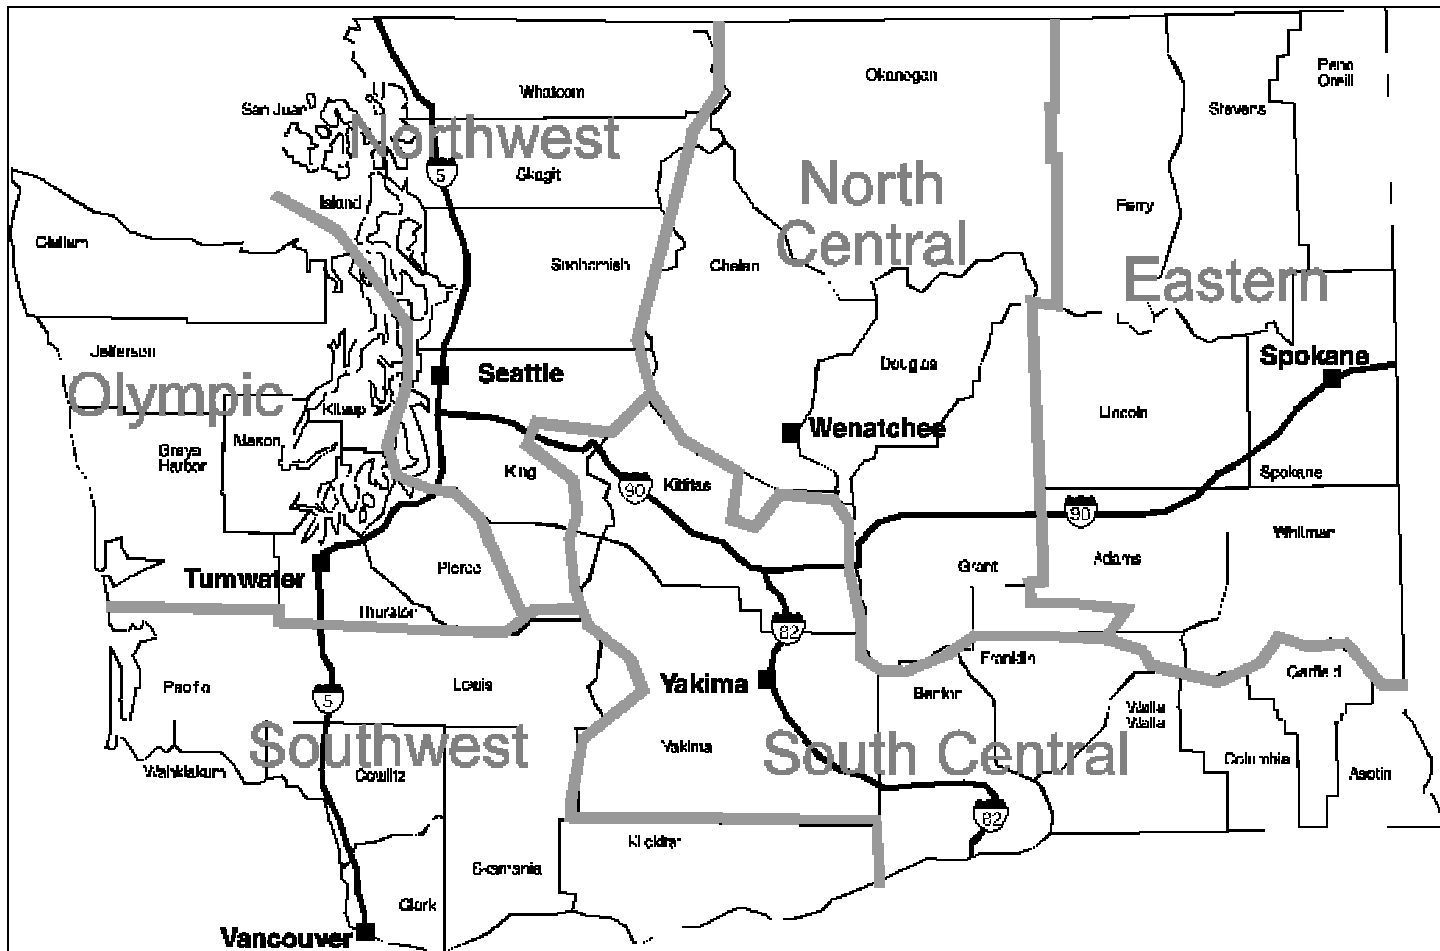 Okanogan
Pend
Oreill
Whatcom
San Juan
Stevens
Northwest
Skagit
North
Central
Island
Ferry
Clallam
Snohomish
Chelan
Eastern
Jefferson
Spokane
Seattle
Douglas
Olympic
Kitsap
Lincoln
Wenatchee
Mason
Grays
Harbor
King
Kittitas
Spokane
5
90
90
Whitman
Adams
Pierce
Grant
Tumwater
Thurston
82
Franklin
Garfield
Yakima
Pacific
Lewis
Benton
5
Walla
Walla
Southwest
Yakima
South Central
Columbia
Wahkiakum
Cowlitz
Asotin
82
Klickitat
Skamania
Clark
Vancouver